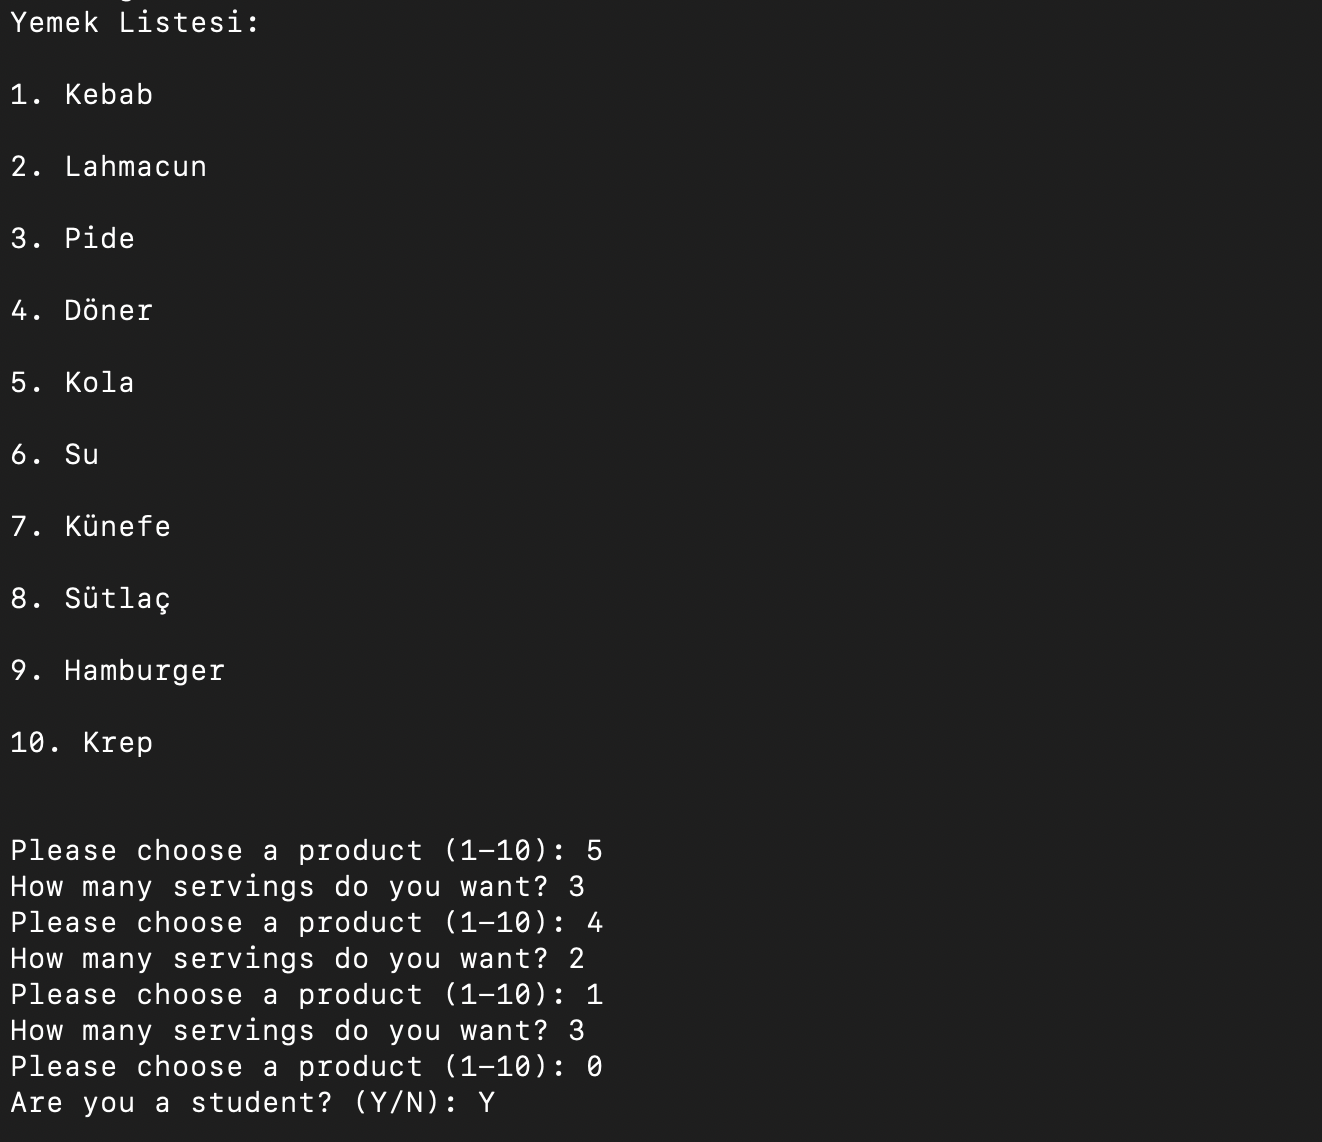 Yemek Listesi:
1. Kebab
2. Lahmacun
3. Pide
4. Döner
5. Kola
6. Su
7. Künefe
8. Sütlaç
9. Hamburger
10. Krep
Please choose a product (1-10): 5
How many servings do you want? 3
Please choose a product (1-10): 4
How many servings do you want? 2
Please choose a product (1-10): 1
How many servings do you want? 3
Please choose a product (1-10): 0
Are you a student? (Y/N): Y